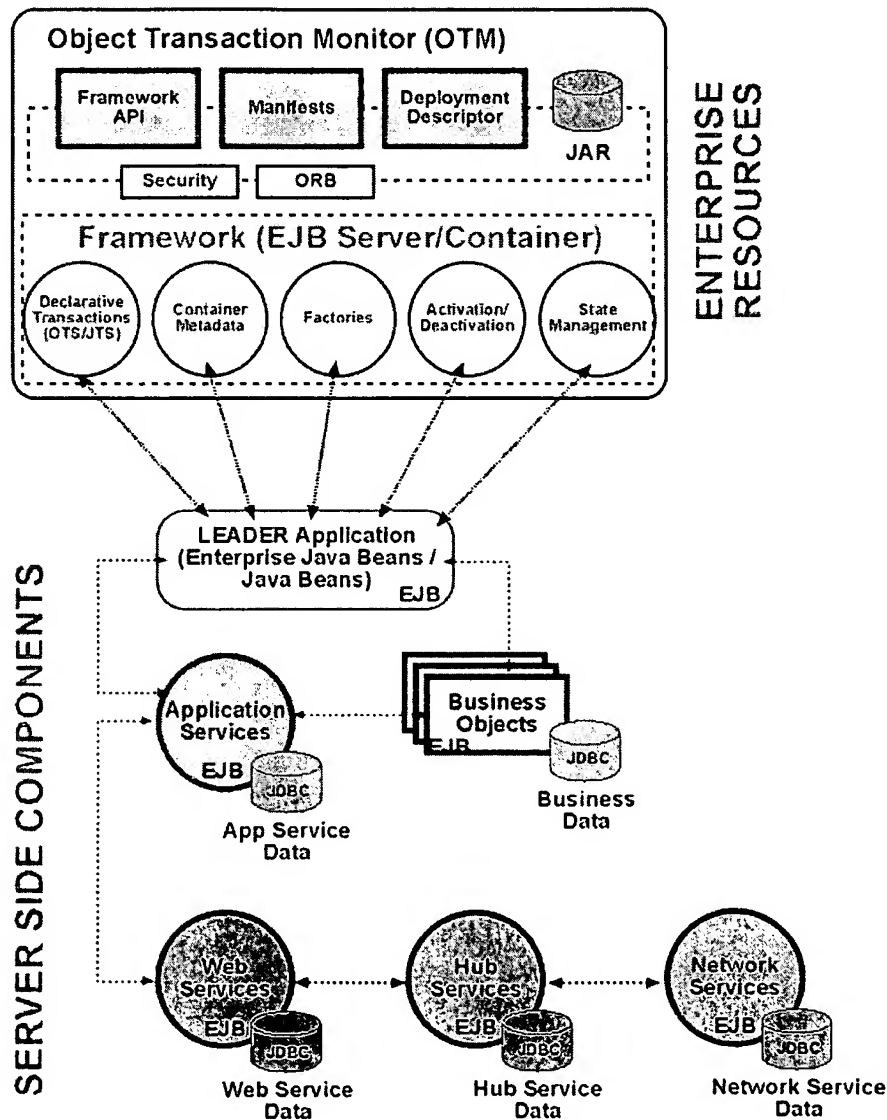 Object Transaction Monitor (OTM)
Framework
API
Manifests
Deployment
Descriptor
JAR
Security
ORB
Framework (EJB Server/Container)
Declarative
Transactions
(OTS/JTS)
Container
Metadata
Factories
Activation/
Deactivation
State
Management
ENTERPRISE
RESOURCES
LEADER Application
(Enterprise Java Beans /
Java Beans)
EJB
SERVER SIDE COMPONENTS
Application
Services
EJB
JDBC
App Service
Data
Business
Objects
EJB
JDBC
Business
Data
Web
Services
EJB
JDBC
Web Service
Data
Hub
Services
EJB
JDBC
Hub Service
Data
Network
Services
EJB
JDBC
Network Service
Data